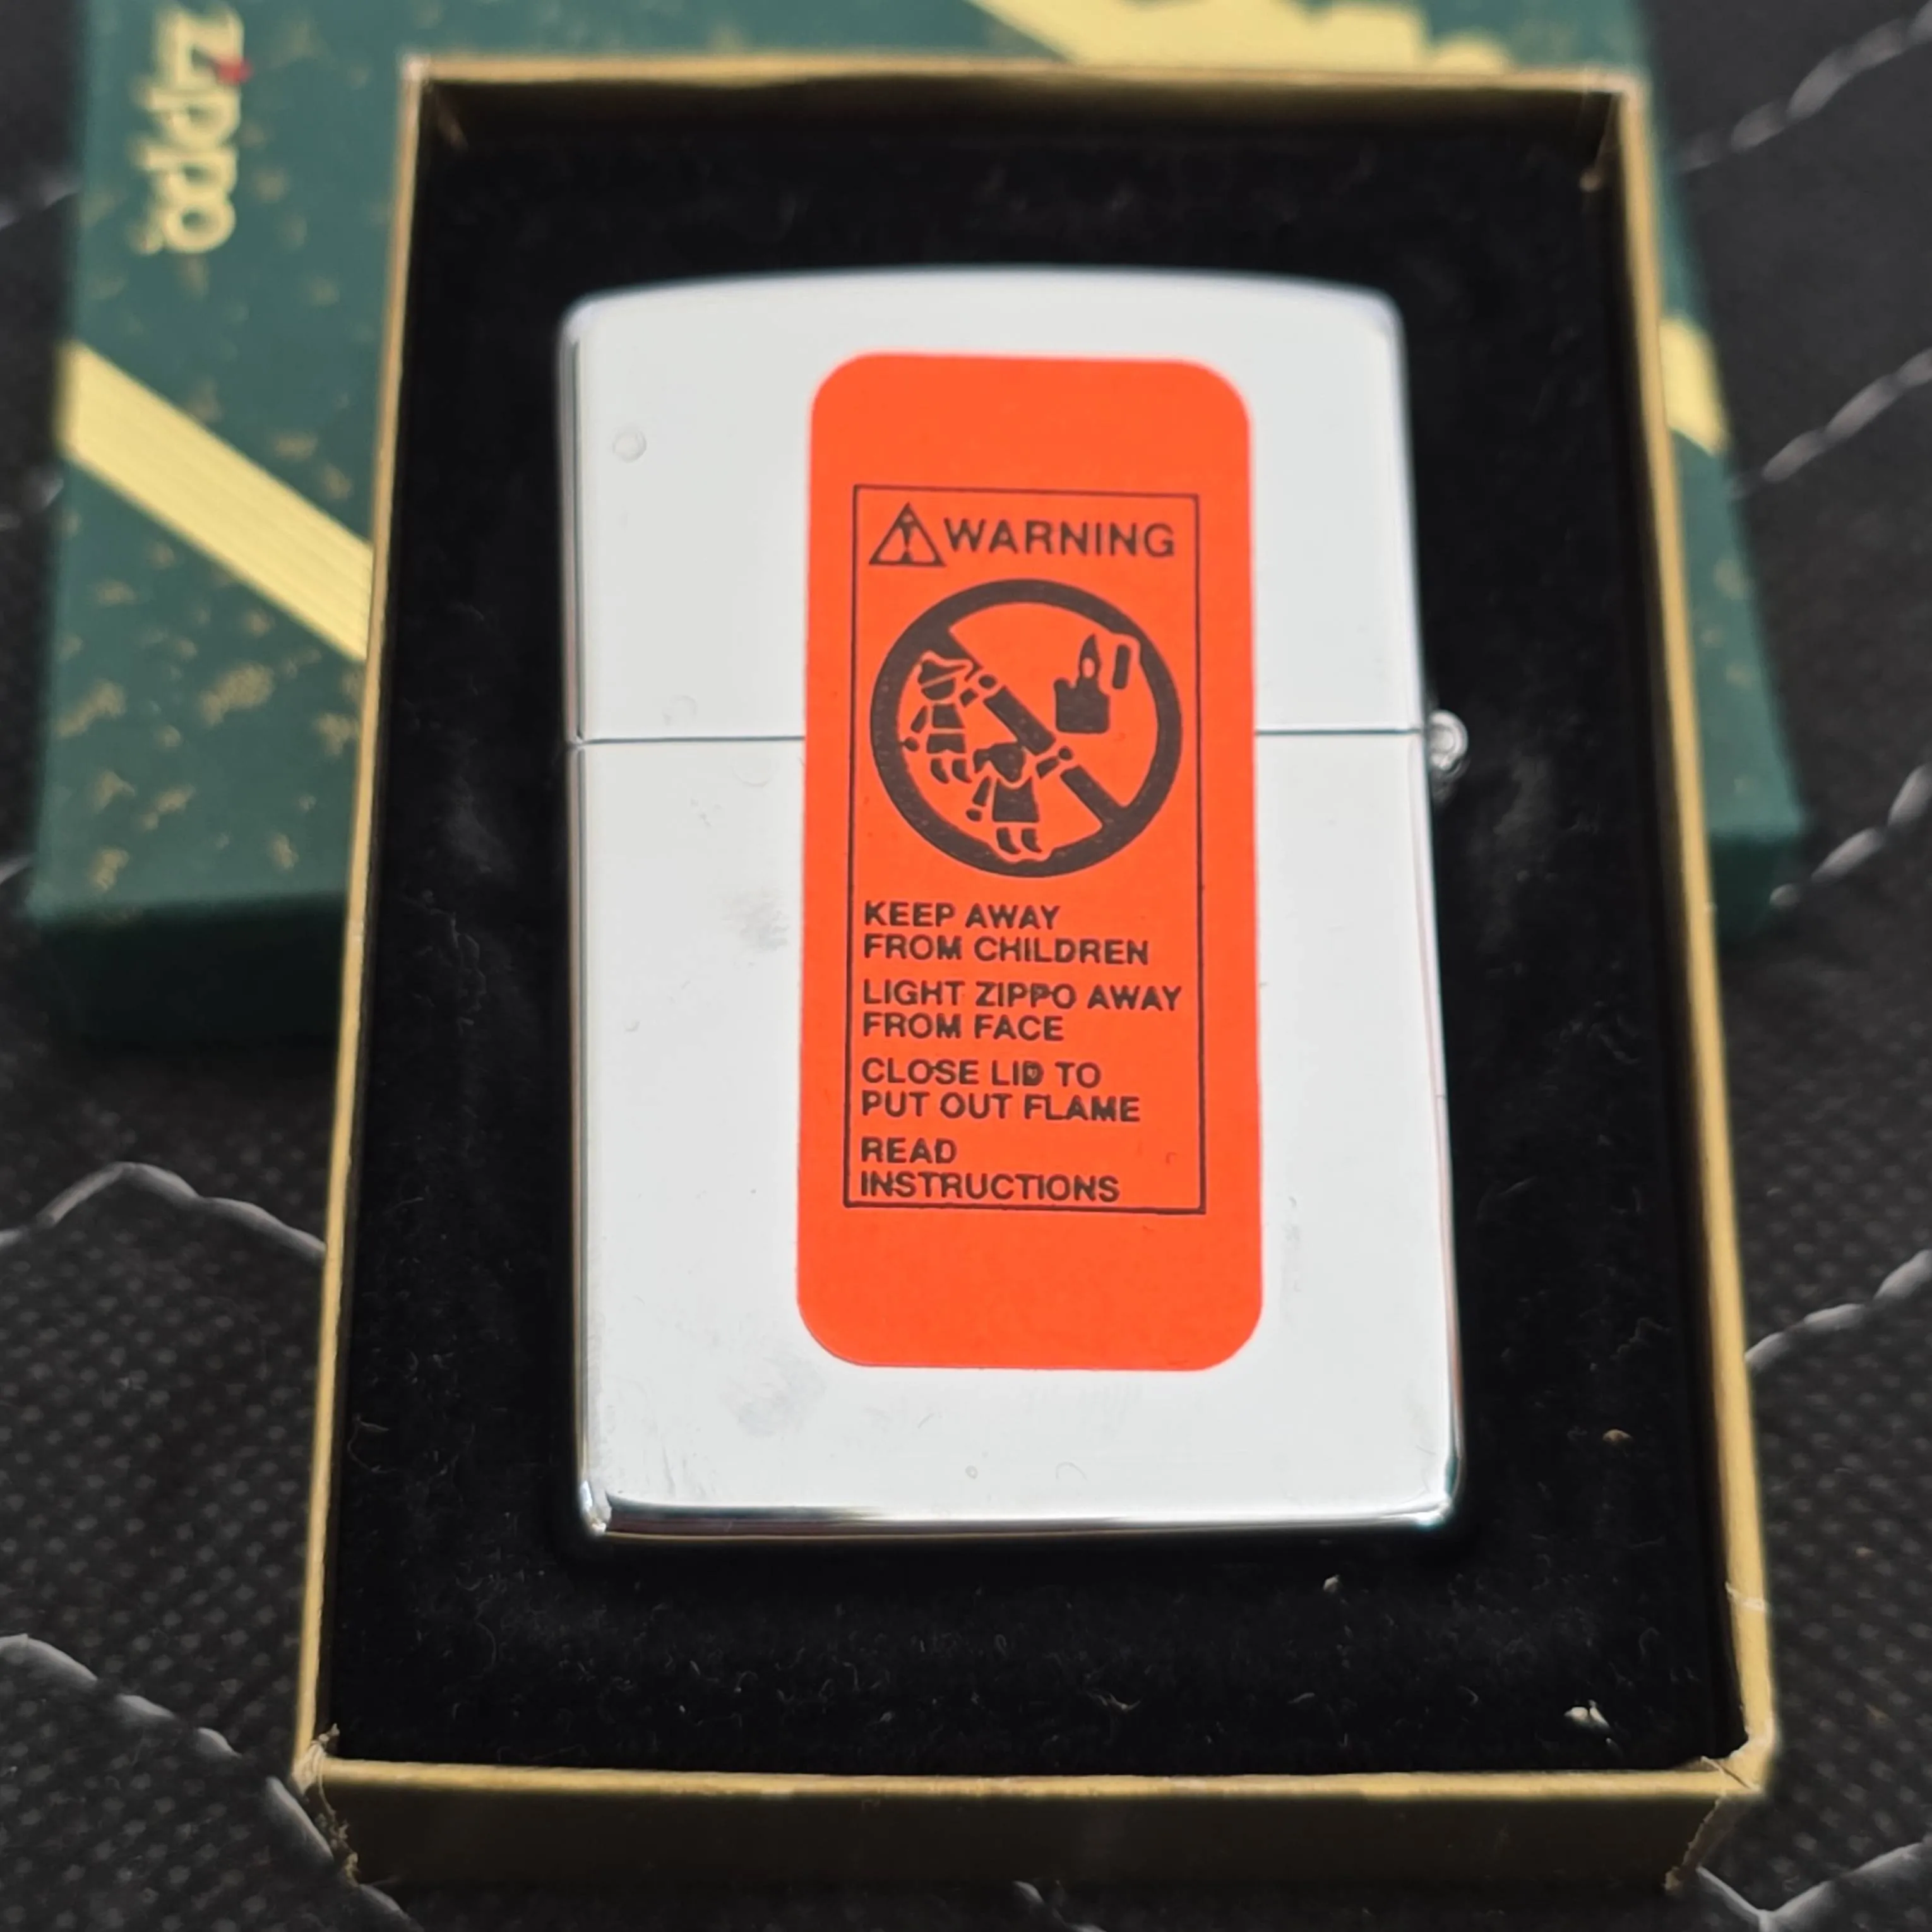 Zippo
WARNING
KEEP AWAY
FROM CHILDREN
LIGHT ZIPPO AWAY
FROM FACE
CLOSE LID TO
PUT OUT FLAME
READ
INSTRUCTIONS